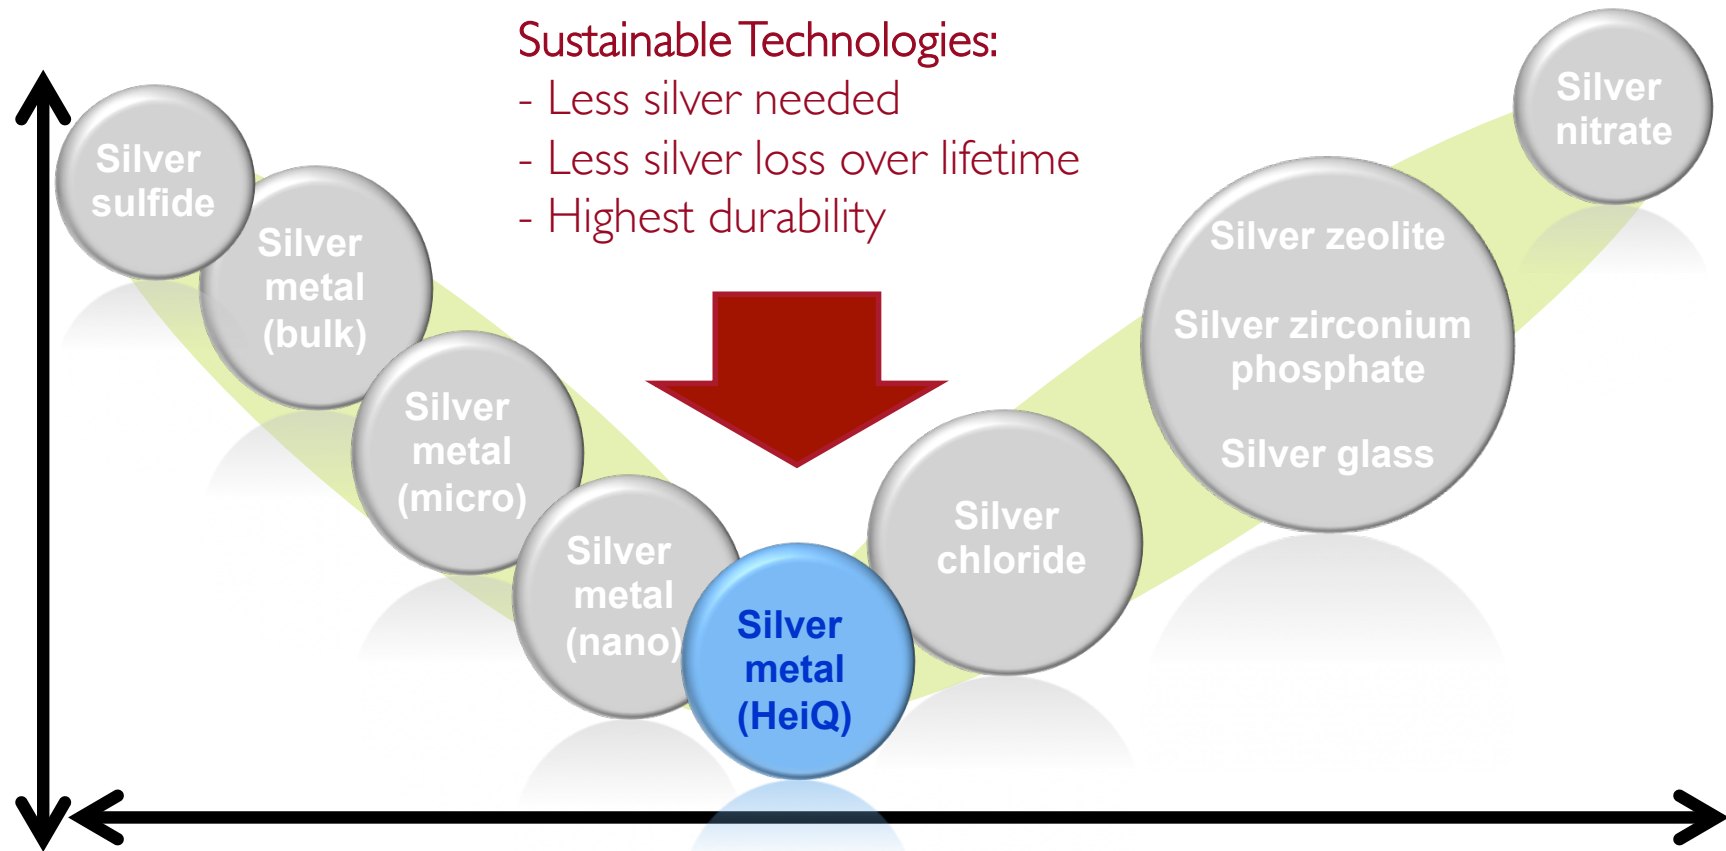 Sustainable Technologies:
- Less silver needed
- Less silver loss over lifetime
- Highest durability
Silver
sulfide
Silver
metal
(bulk)
Silver
metal
(micro)
Silver
metal
(nano)
Silver
metal
(HeiQ)
Silver
chloride
Silver zeolite
Silver zirconium
phosphate
Silver glass
Silver
nitrate